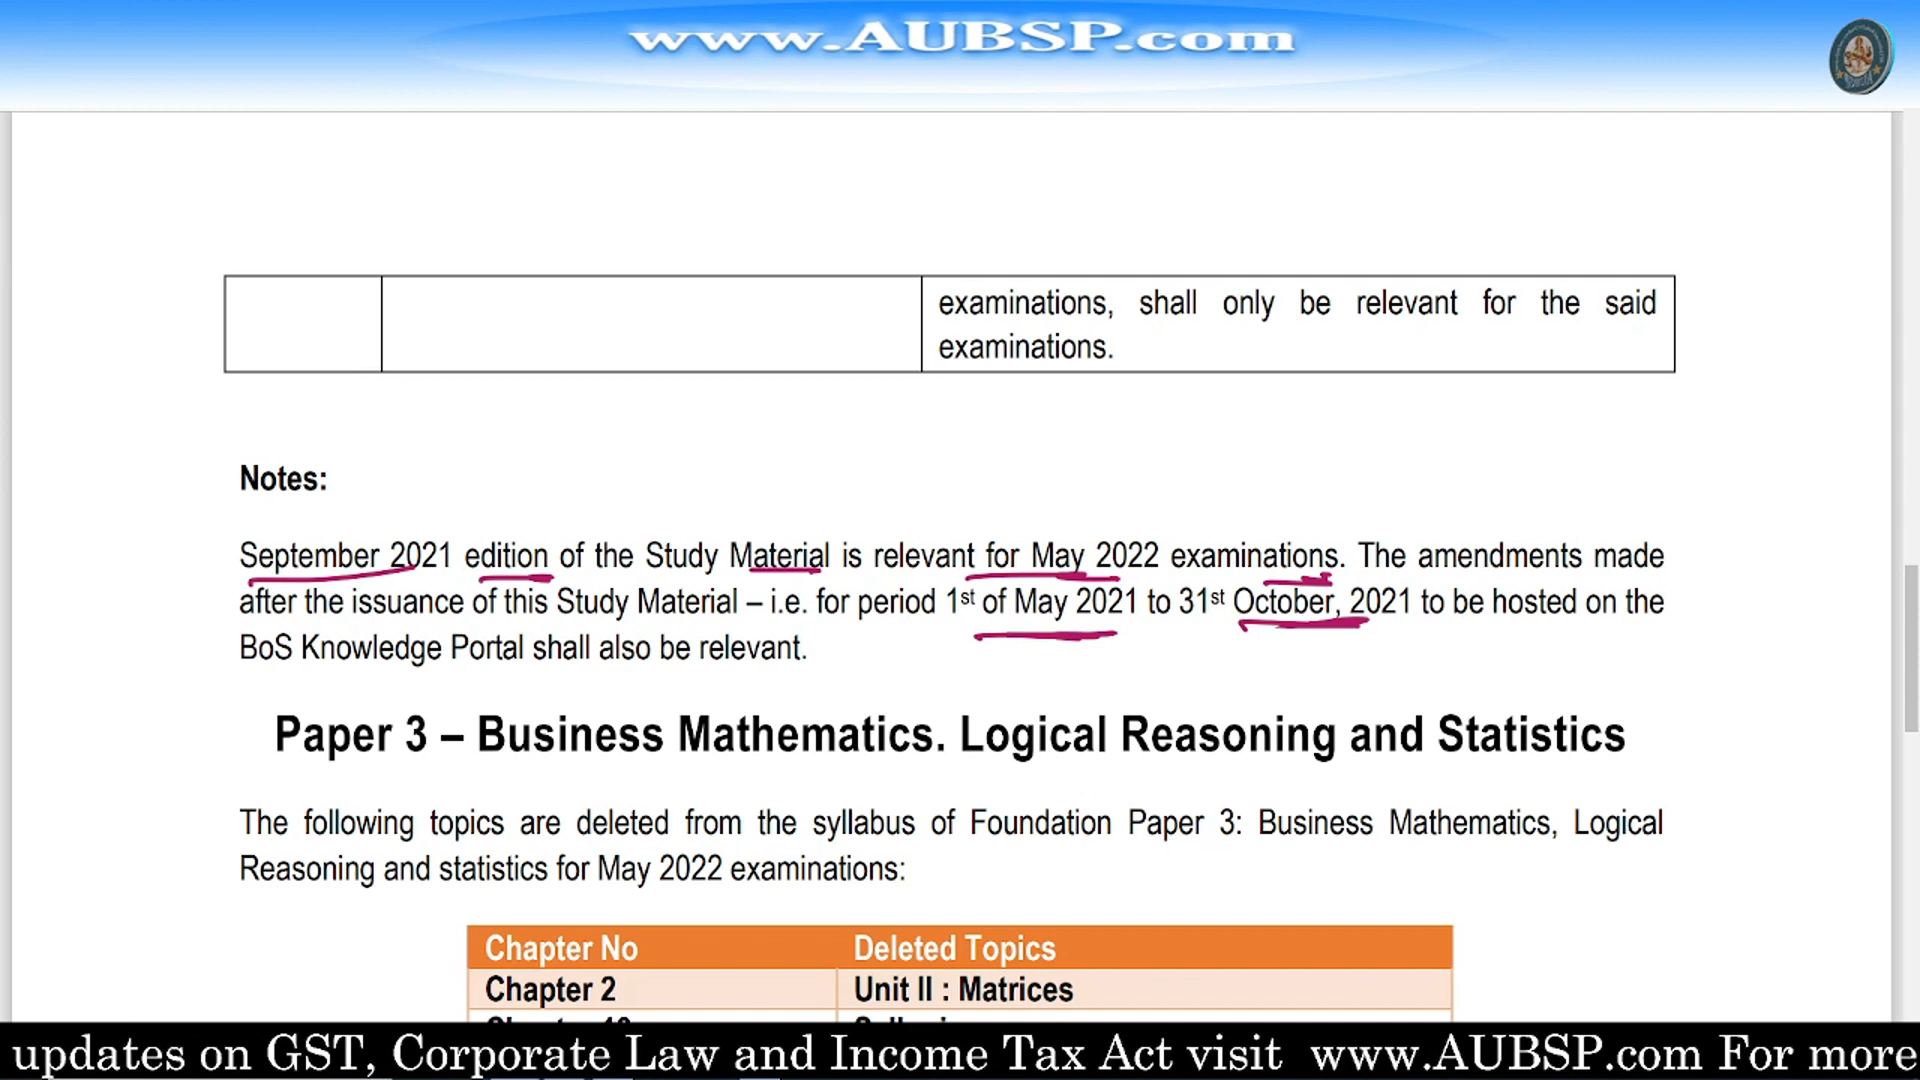 www.AUBSP.com
examinations, shall only be relevant for the said
examinations.
Notes:
September 2021 edition of the Study Material is relevant for May 2022 examinations. The amendments made
after the issuance of this Study Material – i.e. for period 1st of May 2021 to 31st October, 2021 to be hosted on the
BoS Knowledge Portal shall also be relevant.
Paper 3 – Business Mathematics. Logical Reasoning and Statistics
The following topics are deleted from the syllabus of Foundation Paper 3: Business Mathematics, Logical
Reasoning and statistics for May 2022 examinations:
Chapter No Deleted Topics
Chapter 2 Unit II : Matrices
updates on GST, Corporate Law and Income Tax Act visit www.AUBSP.com For more